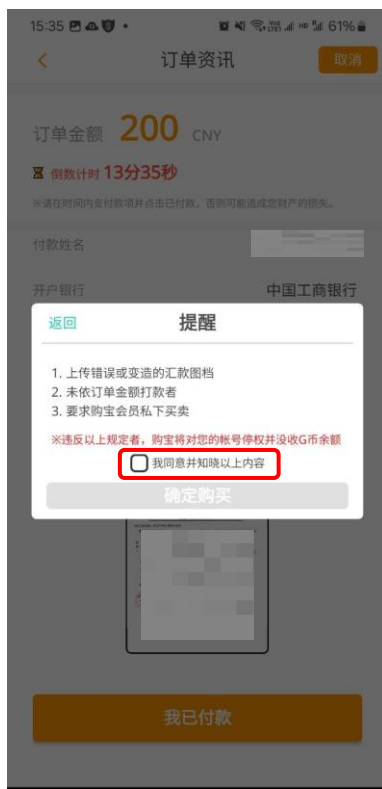 15:35
61%
订单资讯
取消
订单金额 200 CNY
倒数计时 13分35秒
※请在时间内支付款项并点击已付款，否则可能造成您财产的损失。
付款姓名
开户银行
中国工商银行
返回
提醒
1. 上传错误或变造的汇款图档
2. 未依订单金额打款者
3. 要求购宝会员私下买卖
※违反以上规定者，购宝将对您的帐号停权并没收G币余额
我同意并知晓以上内容
确定购买
我已付款